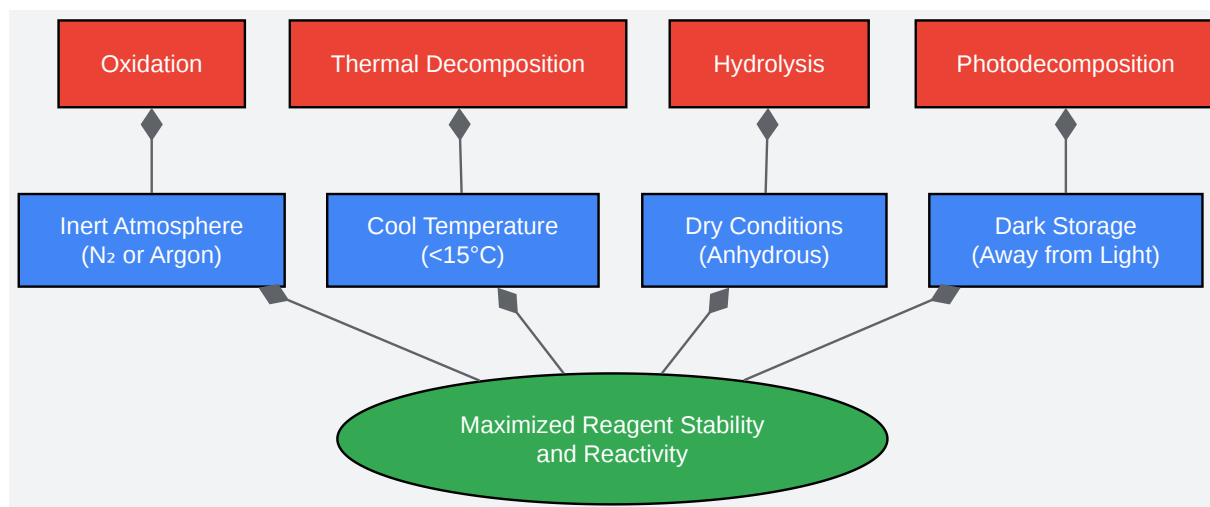 Oxidation
Thermal Decomposition
Hydrolysis
Photodecomposition
Inert Atmosphere
(N₂ or Argon)
Cool Temperature
(<15°C)
Dry Conditions
(Anhydrous)
Dark Storage
(Away from Light)
Maximized Reagent Stability
and Reactivity